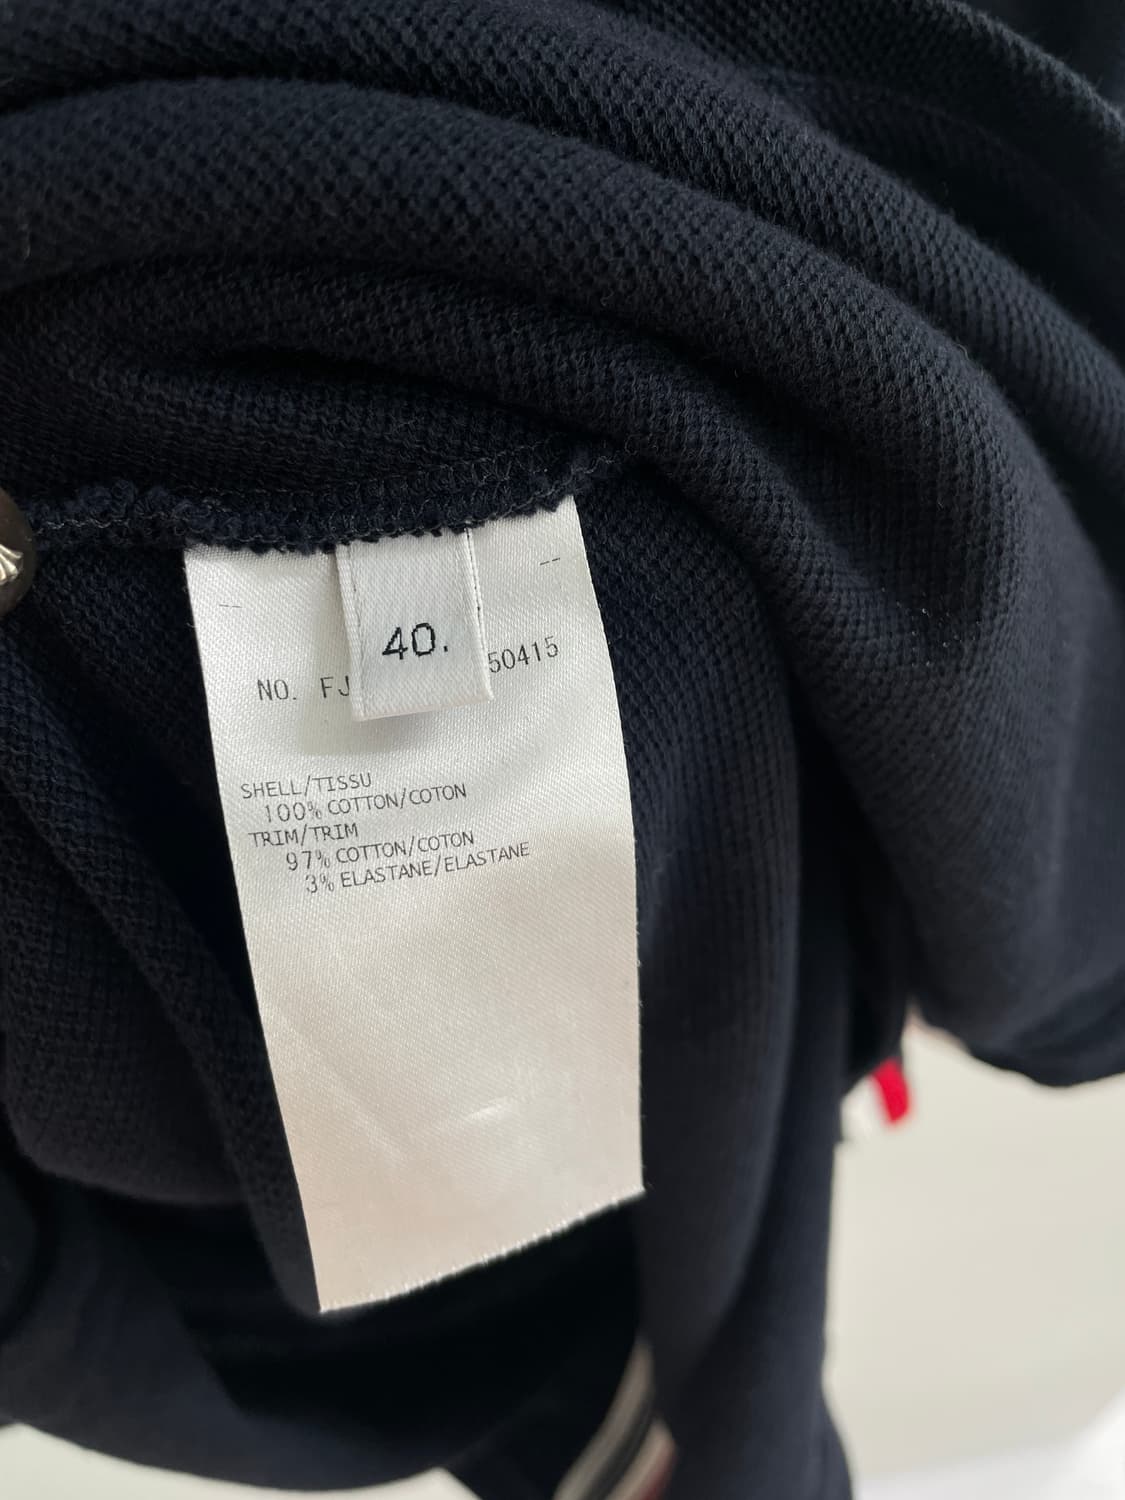 40.
NO. FJ 50415
SHELL/TISSU
100% COTTON/COTON
TRIM/TRIM
97% COTTON/COTON
3% ELASTANE/ELASTANE